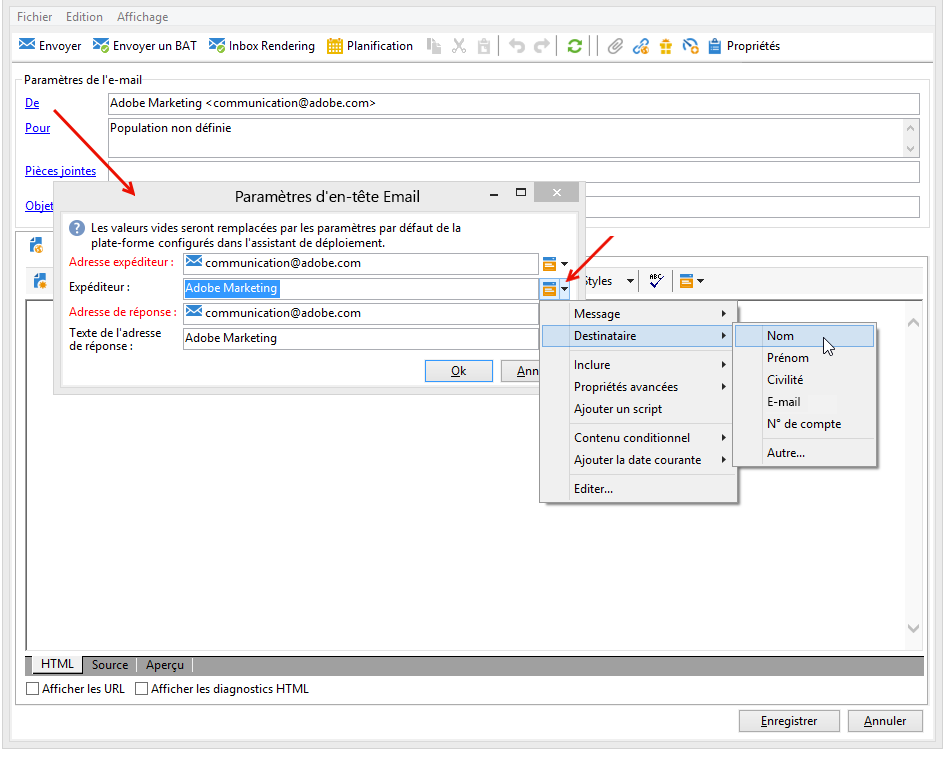 Fichier Edition Affichage
Envoyer Envoyer un BAT Inbox Rendering Planification Propriétés
Paramètres de l'e-mail
De Adobe Marketing <communication@adobe.com>
Pour Population non définie
Pièces jointes
Objet
Paramètres d'en-tête Email
Les valeurs vides seront remplacées par les paramètres par défaut de la
plate-forme configurés dans l'assistant de déploiement.
Adresse expéditeur : communication@adobe.com
Expéditeur : Adobe Marketing
Adresse de réponse : communication@adobe.com
Texte de l'adresse
de réponse : Adobe Marketing
Ok Ann
tyles
ABC
Message
Destinataire
Inclure
Propriétés avancées
Ajouter un script
Contenu conditionnel
Ajouter la date courante
Editer...
Nom
Prénom
Civilité
E-mail
N° de compte
Autre...
HTML Source Aperçu
Afficher les URL Afficher les diagnostics HTML
Enregistrer Annuler